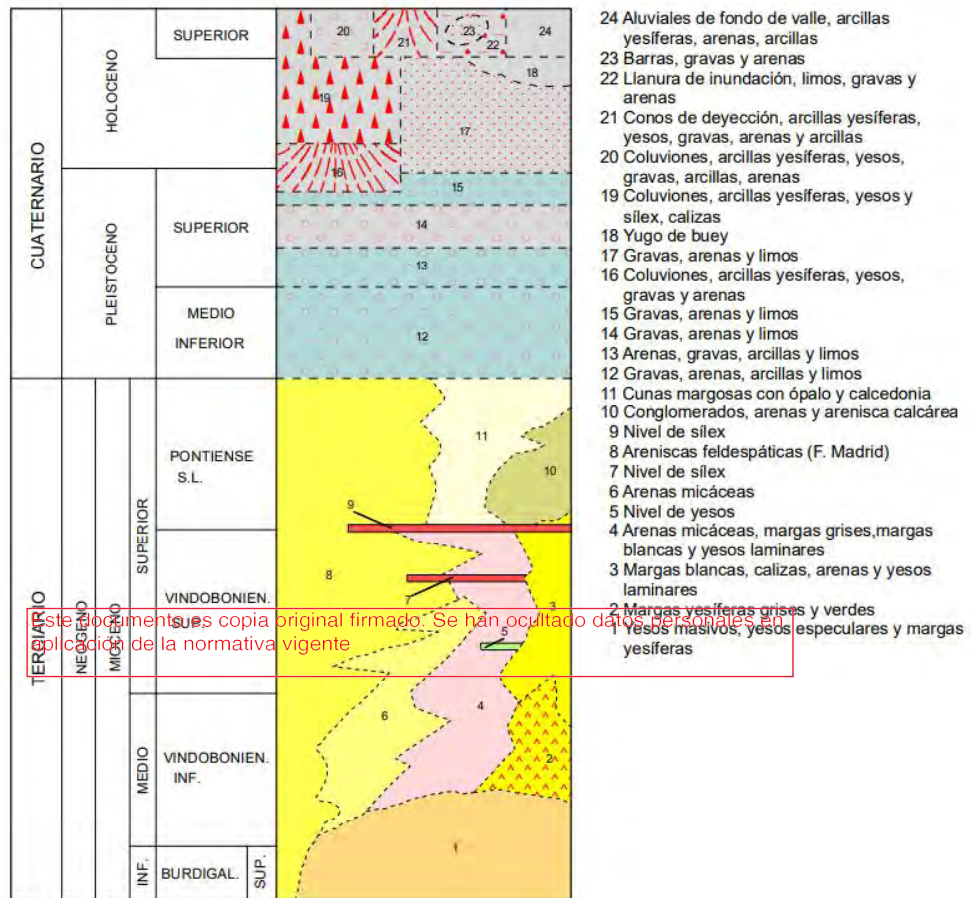 CUATERNARIO
HOLOCENO
PLEISTOCENO
SUPERIOR
SUPERIOR
MEDIO
INFERIOR
TERIARIO
NEOGENO
MIOCENO
SUPERIOR
MEDIO
INF.
PONTIENSE
S.L.
VINDOBONIEN.
SUP.
VINDOBONIEN.
INF.
BURDIGAL.
SUP.
20
21
23
22
24
18
19
17
16
15
14
13
12
11
10
9
8
7
3
5
6
4
2
1
24 Aluviales de fondo de valle, arcillas
yesíferas, arenas, arcillas
23 Barras, gravas y arenas
22 Llanura de inundación, limos, gravas y
arenas
21 Conos de deyección, arcillas yesíferas,
yesos, gravas, arenas y arcillas
20 Coluviones, arcillas yesíferas, yesos,
gravas, arcillas, arenas
19 Coluviones, arcillas yesíferas, yesos y
sílex, calizas
18 Yugo de buey
17 Gravas, arenas y limos
16 Coluviones, arcillas yesíferas, yesos,
gravas y arenas
15 Gravas, arenas y limos
14 Gravas, arenas y limos
13 Arenas, gravas, arcillas y limos
12 Gravas, arenas, arcillas y limos
11 Cunas margosas con ópalo y calcedonia
10 Conglomerados, arenas y arenisca calcárea
9 Nivel de sílex
8 Areniscas feldespáticas (F. Madrid)
7 Nivel de sílex
6 Arenas micáceas
5 Nivel de yesos
4 Arenas micáceas, margas grises,margas
blancas y yesos laminares
3 Margas blancas, calizas, arenas y yesos
laminares
2 Margas yesíferas grises y verdes
1 Yesos masivos, yesos especulares y margas
yesíferas
Este documento es copia original firmado. Se han ocultado datos personales en
aplicación de la normativa vigente